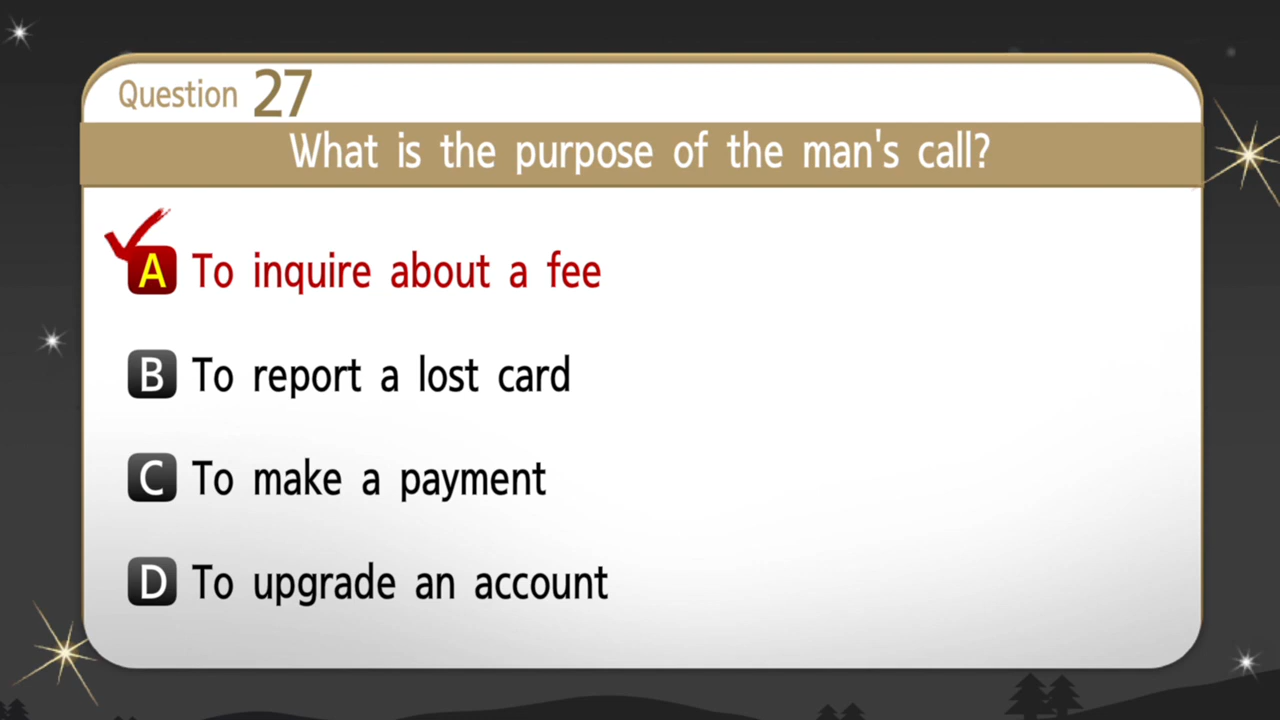 Question 27
What is the purpose of the man's call?
A To inquire about a fee
B To report a lost card
C To make a payment
D To upgrade an account